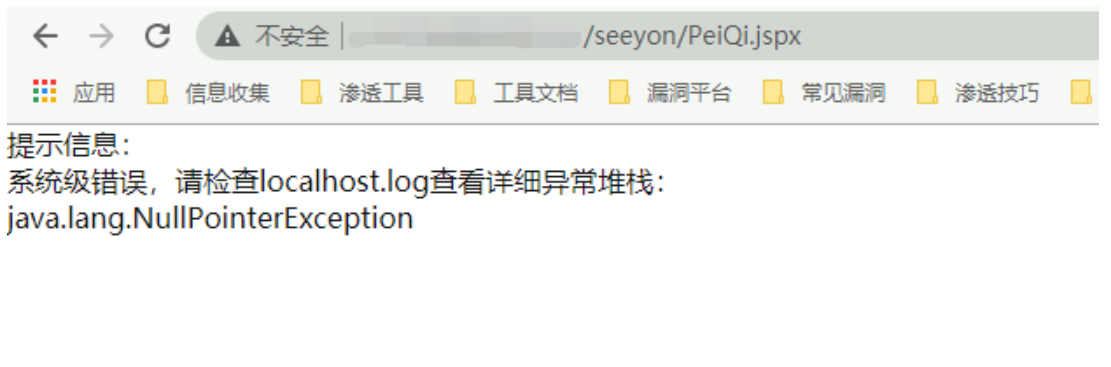 不安全 | /seeyon/PeiQi.jspx
应用 信息收集 渗透工具 工具文档 漏洞平台 常见漏洞 渗透技巧
提示信息：
系统级错误，请检查localhost.log查看详细异常堆栈：
java.lang.NullPointerException